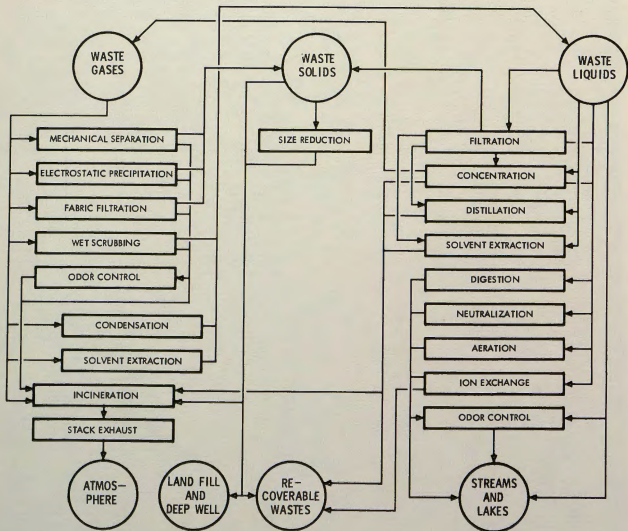 WASTE
GASES
WASTE
SOLIDS
WASTE
LIQUIDS
MECHANICAL SEPARATION
ELECTROSTATIC PRECIPITATION
FABRIC FILTRATION
WET SCRUBBING
ODOR CONTROL
CONDENSATION
SOLVENT EXTRACTION
INCINERATION
STACK EXHAUST
ATMOS-
PHERE
SIZE REDUCTION
LAND FILL
AND
DEEP WELL
RE-
COVERABLE
WASTES
FILTRATION
CONCENTRATION
DISTILLATION
SOLVENT EXTRACTION
DIGESTION
NEUTRALIZATION
AERATION
ION EXCHANGE
ODOR CONTROL
STREAMS
AND
LAKES